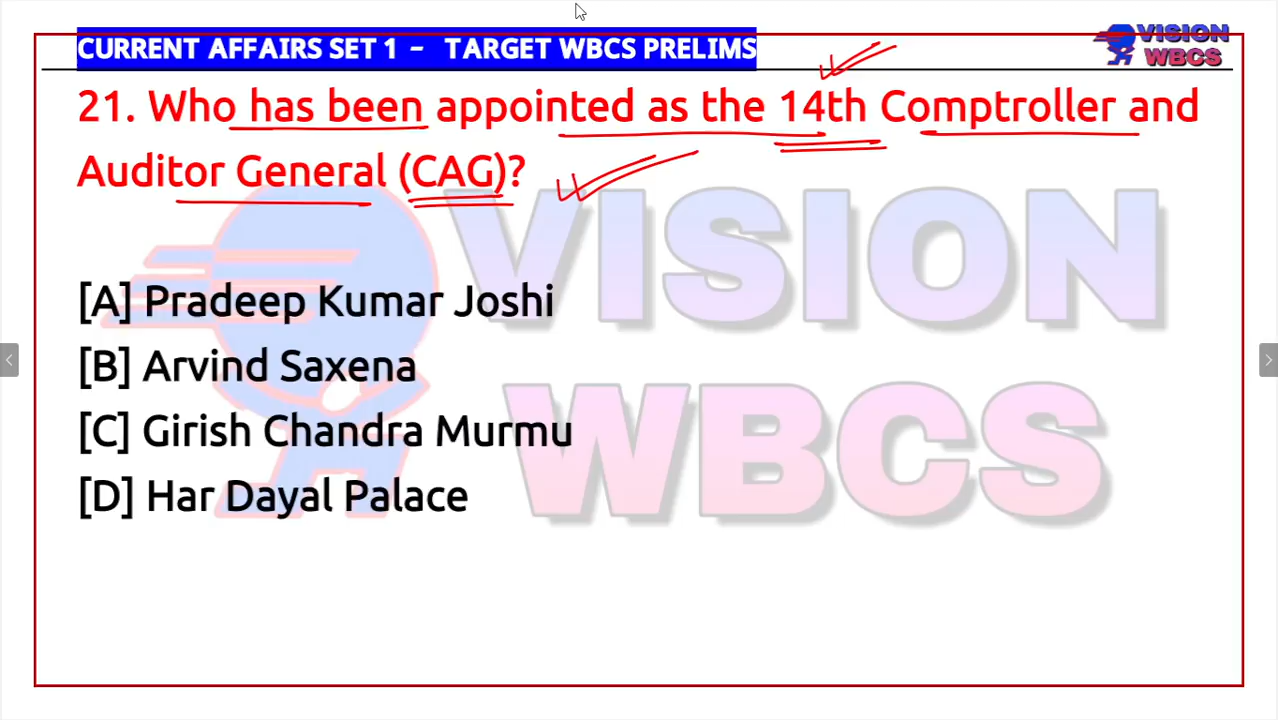 CURRENT AFFAIRS SET 1 – TARGET WBCS PRELIMS
VISION
WBCS
21. Who has been appointed as the 14th Comptroller and
Auditor General (CAG)?
VISION
WBCS
[A] Pradeep Kumar Joshi
[B] Arvind Saxena
[C] Girish Chandra Murmu
[D] Har Dayal Palace